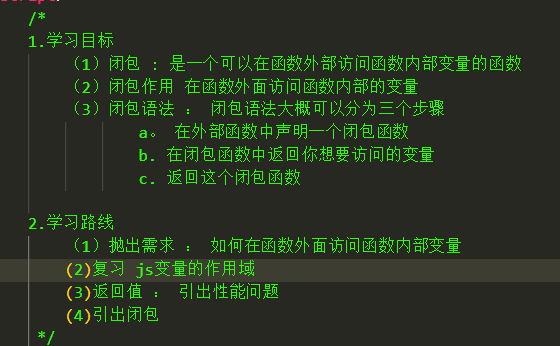 /*
1.学习目标
（1）闭包 ： 是一个可以在函数外部访问函数内部变量的函数
（2）闭包作用 在函数外面访问函数内部的变量
（3）闭包语法 ： 闭包语法大概可以分为三个步骤
a。 在外部函数中声明一个闭包函数
b. 在闭包函数中返回你想要访问的变量
c. 返回这个闭包函数
2.学习路线
（1）抛出需求 ： 如何在函数外面访问函数内部变量
(2)复习 js变量的作用域
(3)返回值 ： 引出性能问题
(4)引出闭包
*/